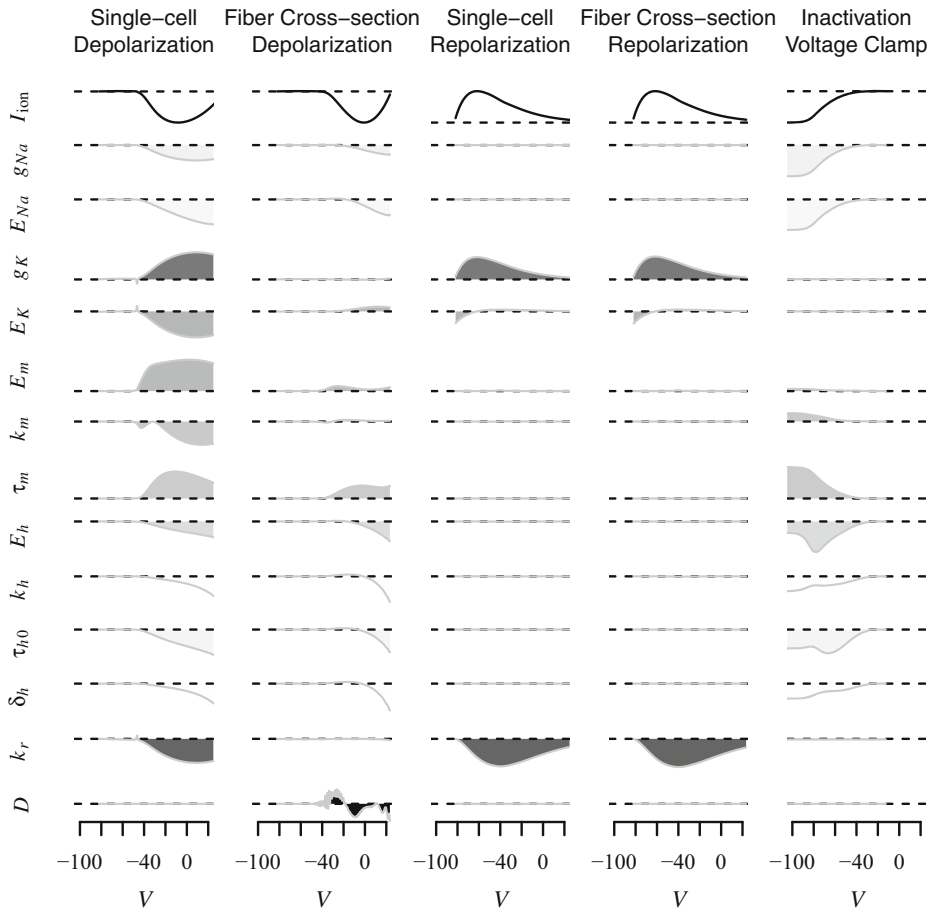 Single−cell Depolarization
Fiber Cross−section Depolarization
Single−cell Repolarization
Fiber Cross−section Repolarization
Inactivation Voltage Clamp
I_ion
g_Na
E_Na
g_K
E_K
E_m
k_m
τ_m
E_h
k_h
τ_h0
δ_h
k_r
D
−100 −40 0
−100 −40 0
−100 −40 0
−100 −40 0
−100 −40 0
V V V V V